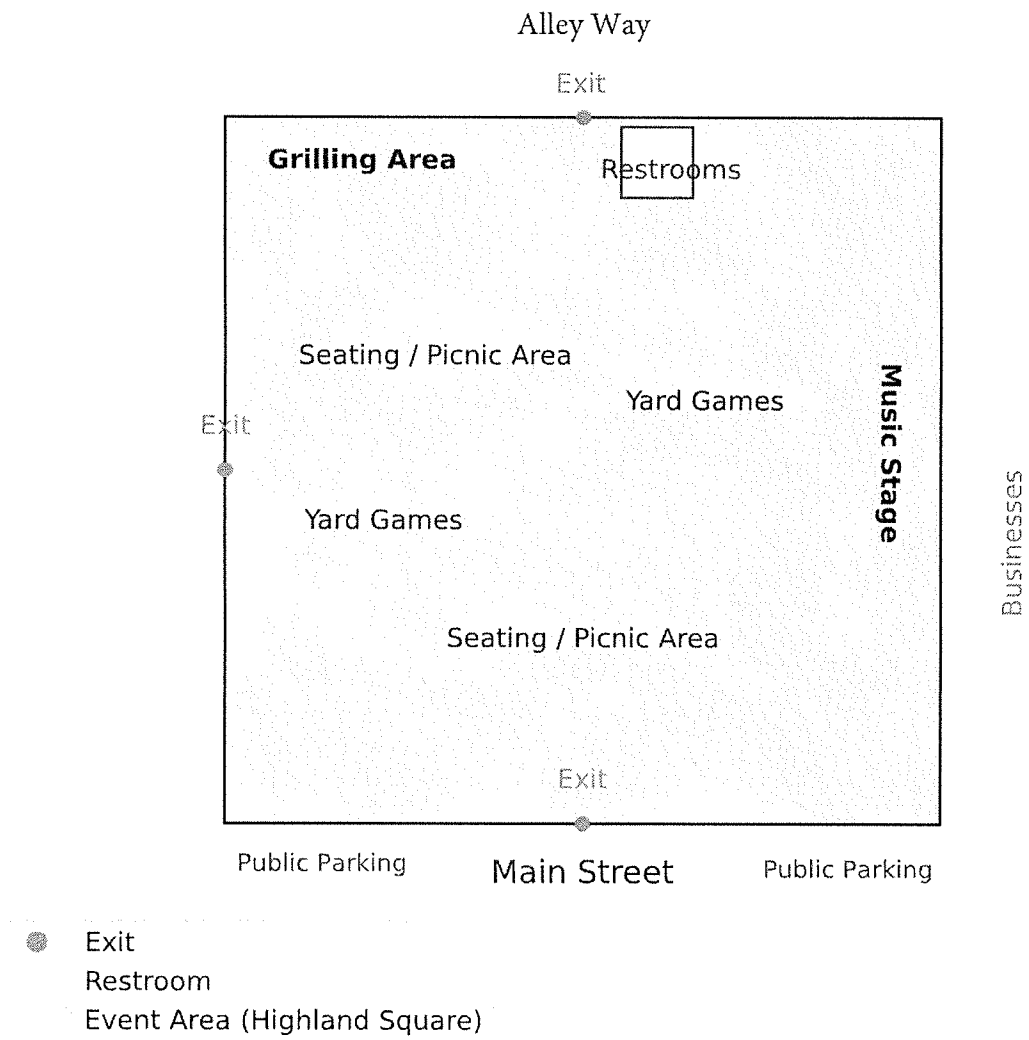 Alley Way
Exit
Grilling Area
Restrooms
Seating / Picnic Area
Yard Games
Music Stage
Exit
Businesses
Yard Games
Seating / Picnic Area
Exit
Public Parking
Main Street
Public Parking
Exit
Restroom
Event Area (Highland Square)